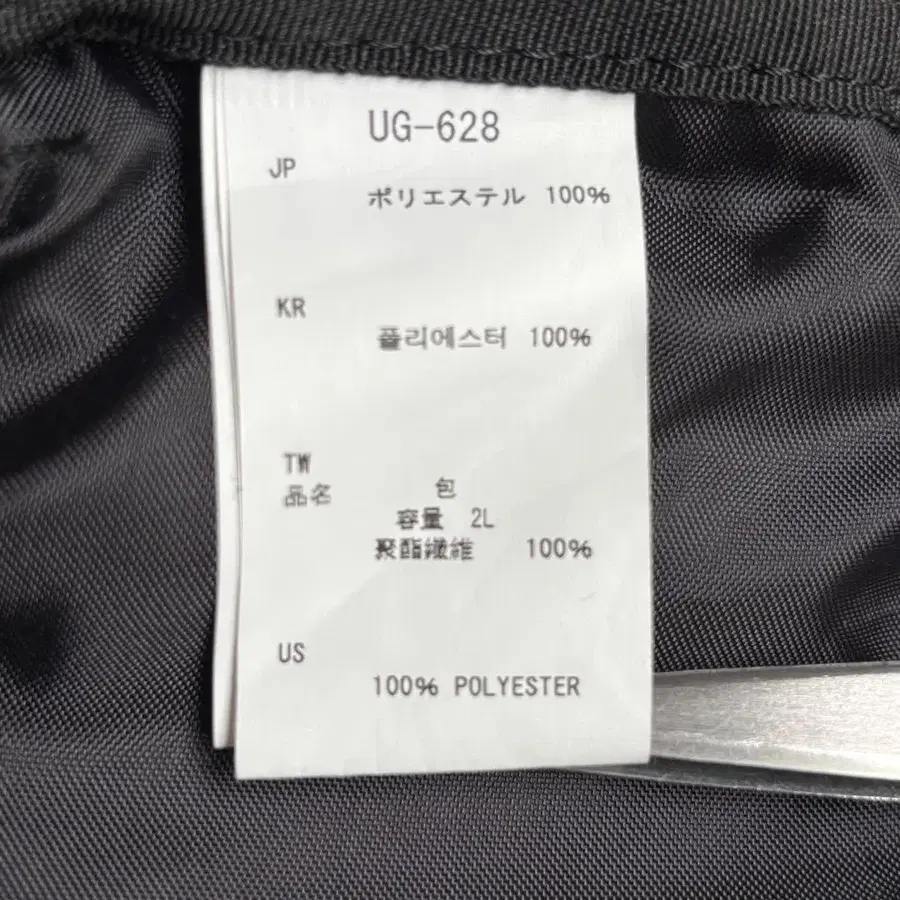 UG-628
JP
ポリエステル 100%
KR
폴리에스터 100%
TW
品名 包
容量 2L
聚酯纖維 100%
US
100% POLYESTER